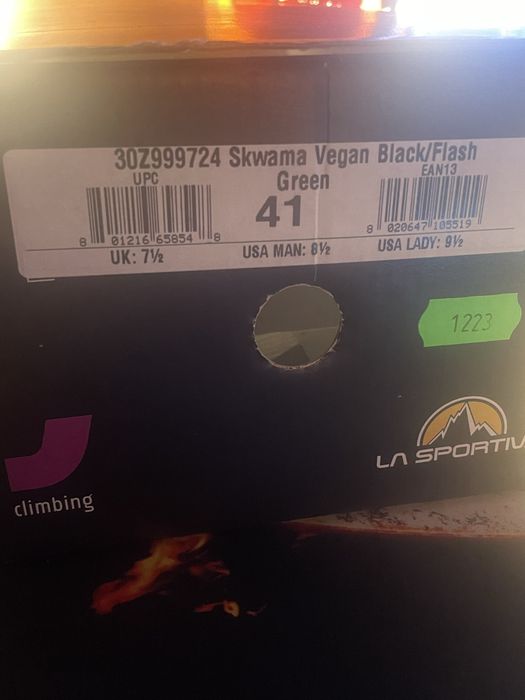 30Z999724 Skwama Vegan Black/Flash
Green
UPC
EAN13
41
8 01216 65854 8
8 020647 105519
UK: 7½
USA MAN: 8½
USA LADY: 9½
1223
LA SPORTIV
climbing